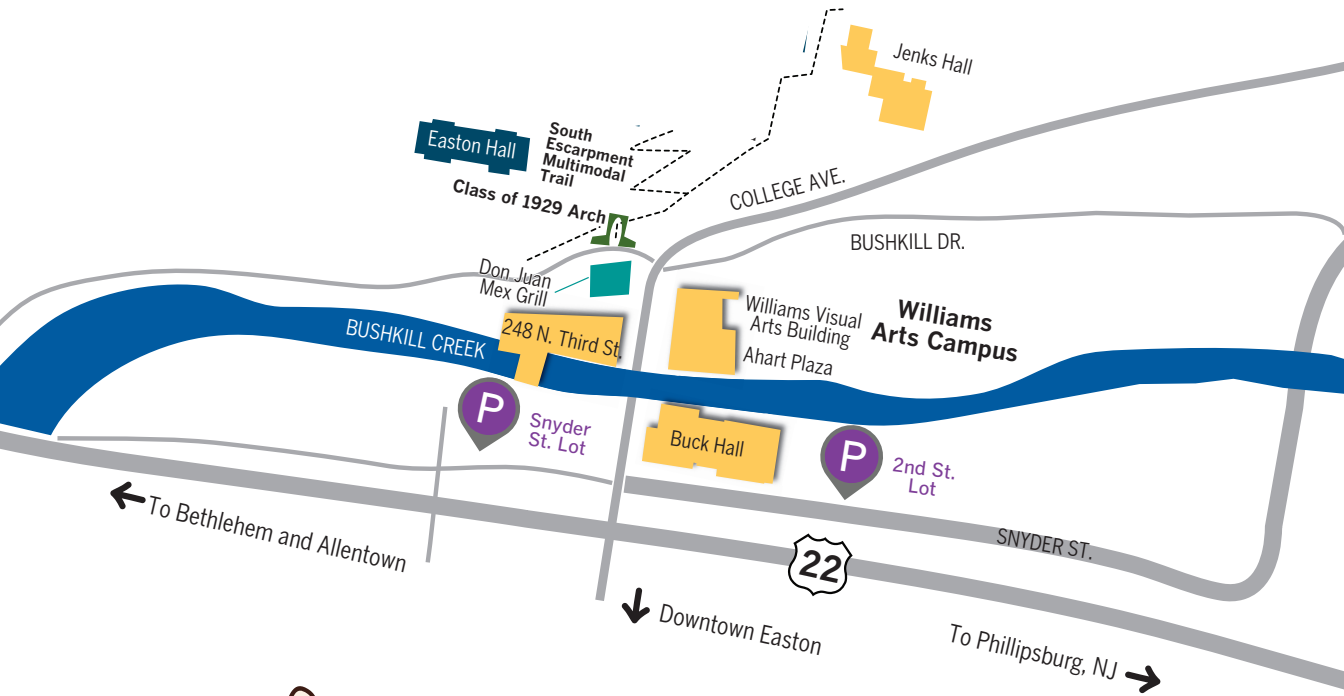 Jenks Hall
Easton Hall
South
Escarpment
Multimodal
Trail
Class of 1929 Arch
COLLEGE AVE.
BUSHKILL DR.
Don Juan
Mex Grill
248 N. Third St.
BUSHKILL CREEK
Williams Visual
Arts Building
Ahart Plaza
Williams
Arts Campus
P
Snyder
St. Lot
Buck Hall
P
2nd St.
Lot
SNYDER ST.
To Bethlehem and Allentown
22
Downtown Easton
To Phillipsburg, NJ